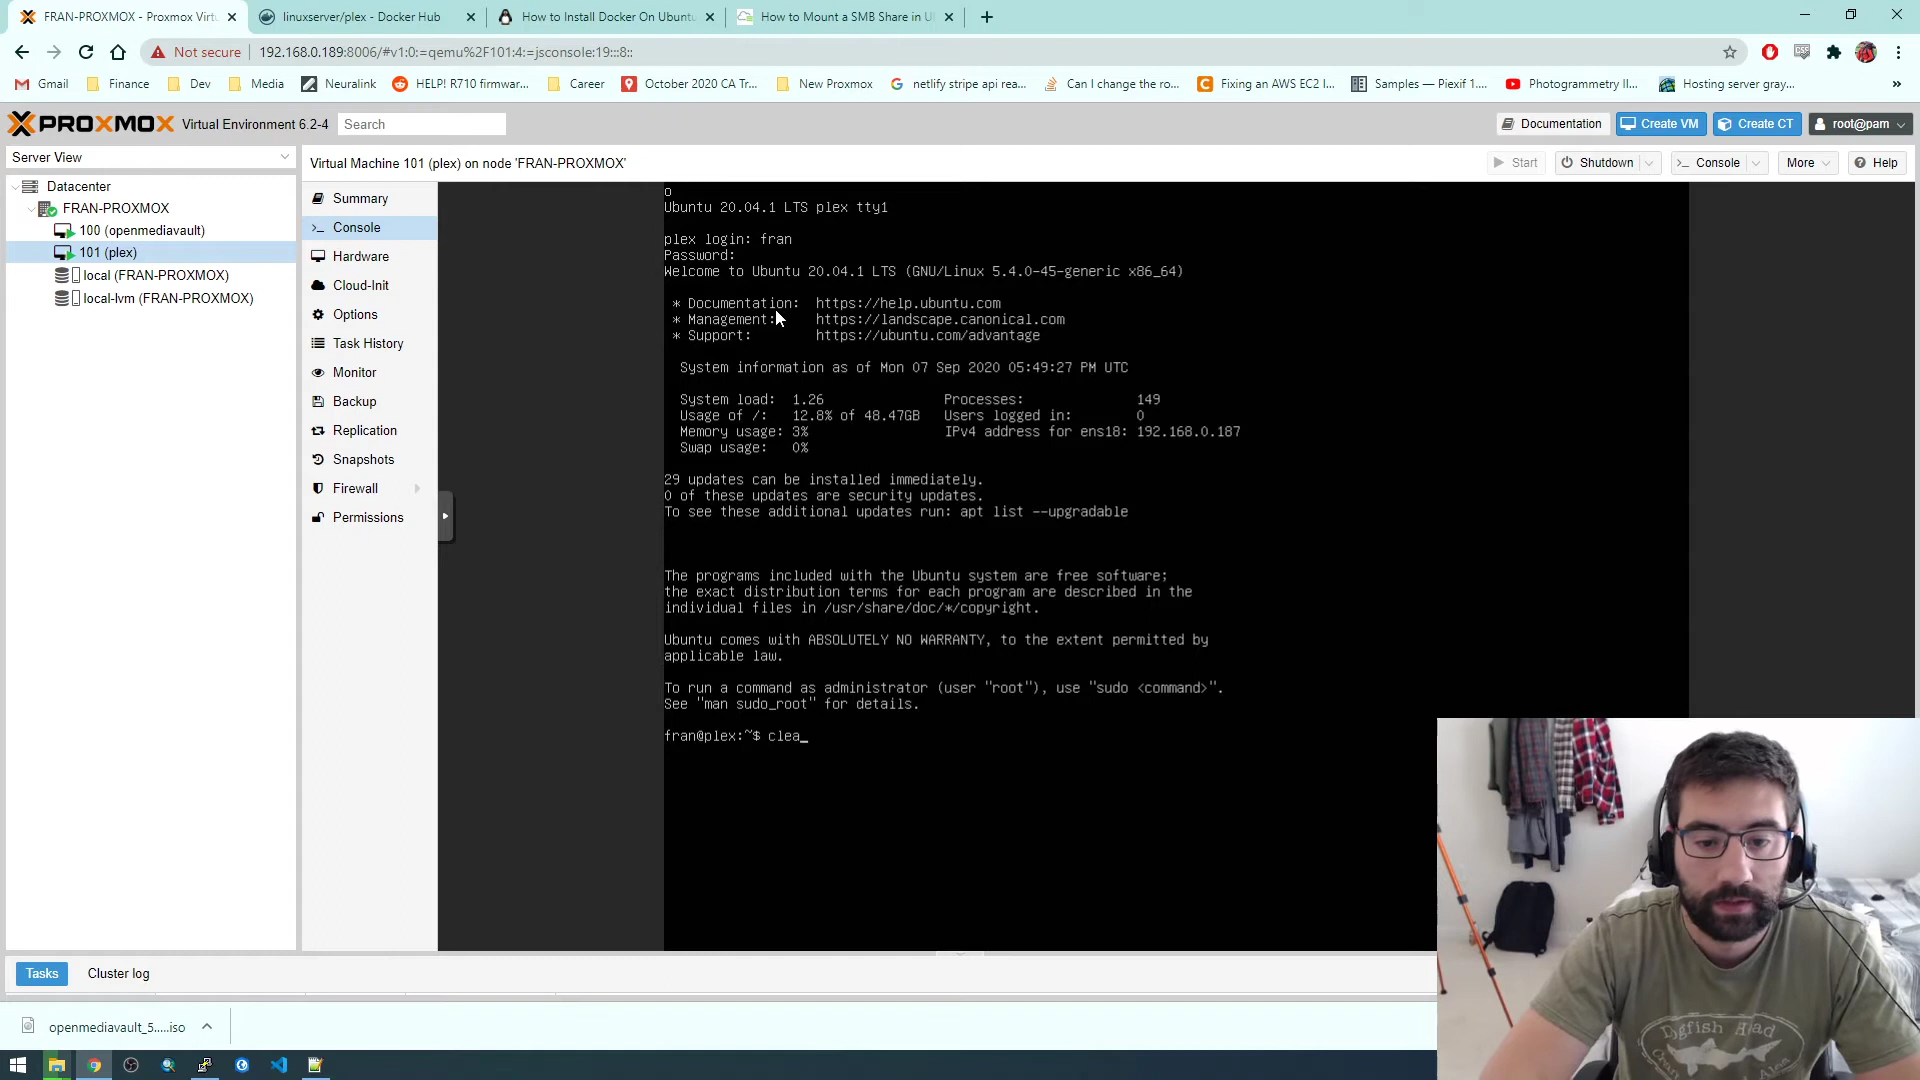 FRAN-PROXMOX - Proxmox Virtu
linuxserver/plex - Docker Hub
How to Install Docker On Ubuntu
How to Mount a SMB Share in U
Not secure
192.168.0.189:8006/#v1:0:=qemu%2F101:4:=jsconsole:19:::8::
Gmail
Finance
Dev
Media
Neuralink
HELP! R710 firmwar...
Career
October 2020 CA Tr...
New Proxmox
netlify stripe api rea...
Can I change the ro...
Fixing an AWS EC2 I...
Samples — Piexif 1....
Photogrammetry II...
Hosting server gray...
»
PROXMOX Virtual Environment 6.2-4
Search
Documentation
Create VM
Create CT
root@pam
Server View
Virtual Machine 101 (plex) on node 'FRAN-PROXMOX'
Start
Shutdown
Console
More
Help
Datacenter
FRAN-PROXMOX
100 (openmediavault)
101 (plex)
local (FRAN-PROXMOX)
local-lvm (FRAN-PROXMOX)
Summary
Console
Hardware
Cloud-Init
Options
Task History
Monitor
Backup
Replication
Snapshots
Firewall
Permissions
o
Ubuntu 20.04.1 LTS plex tty1
plex login: fran
Password:
Welcome to Ubuntu 20.04.1 LTS (GNU/Linux 5.4.0-45-generic x86_64)
* Documentation: https://help.ubuntu.com
* Management: https://landscape.canonical.com
* Support: https://ubuntu.com/advantage
System information as of Mon 07 Sep 2020 05:49:27 PM UTC
System load: 1.26 Processes: 149
Usage of /: 12.8% of 48.47GB Users logged in: 0
Memory usage: 3% IPv4 address for ens18: 192.168.0.187
Swap usage: 0%
29 updates can be installed immediately.
0 of these updates are security updates.
To see these additional updates run: apt list --upgradable
The programs included with the Ubuntu system are free software;
the exact distribution terms for each program are described in the
individual files in /usr/share/doc/*/copyright.
Ubuntu comes with ABSOLUTELY NO WARRANTY, to the extent permitted by
applicable law.
To run a command as administrator (user "root"), use "sudo <command>".
See "man sudo_root" for details.
fran@plex:~$ clea_
Tasks
Cluster log
openmediavault_5.....iso
Dogfish Head